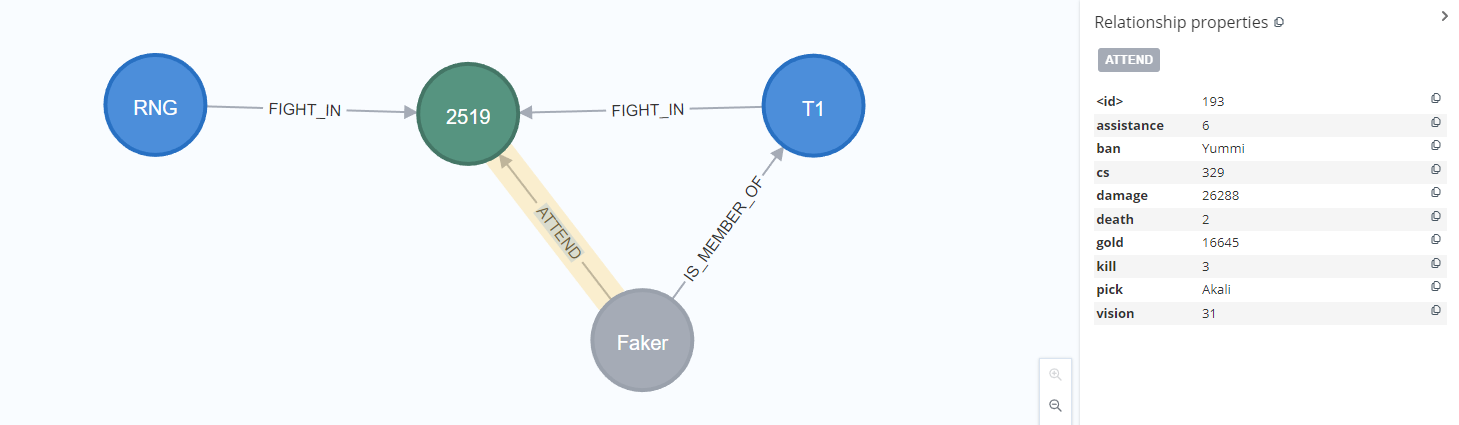 RNG
FIGHT_IN
2519
FIGHT_IN
T1
ATTEND
IS_MEMBER_OF
Faker
Relationship properties
ATTEND
<id> 193
assistance 6
ban Yummi
cs 329
damage 26288
death 2
gold 16645
kill 3
pick Akali
vision 31